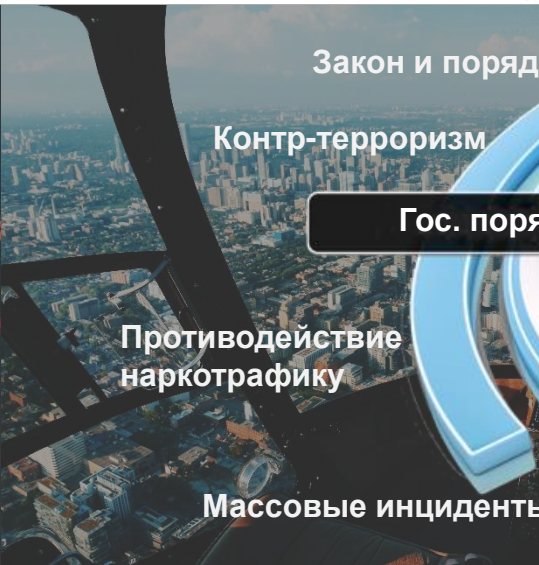 Закон и поряд
Контр-терроризм
Гос. поря
Противодействие
наркотрафику
Массовые инциденты